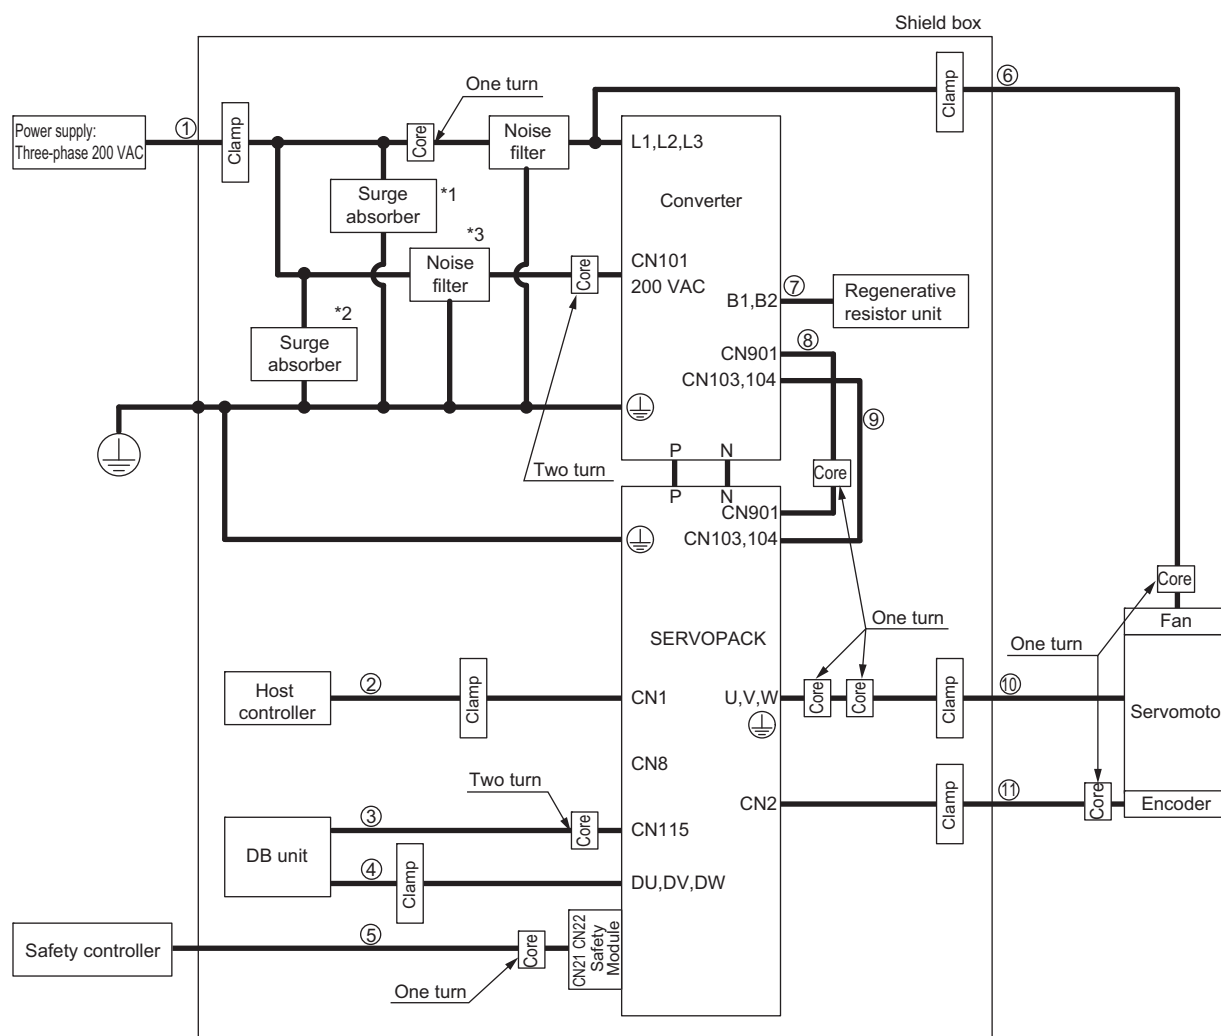 Shield box
One turn
⑥
Clamp
Power supply:
Three-phase 200 VAC
①
Clamp
Core
Noise
filter
L1,L2,L3
Surge
absorber
*1
Converter
*3
Noise
filter
Core
CN101
200 VAC
B1,B2
⑦
Regenerative
resistor unit
*2
Surge
absorber
CN901
⑧
CN103,104
⑨
P N
Two turn
Core
P N
CN901
CN103,104
Core
One turn
Fan
SERVOPACK
One turn
Host
controller
②
Clamp
CN1
U,V,W
Core
Core
Clamp
⑩
Servomoto
CN8
Two turn
CN2
Clamp
⑪
Core
Encoder
DB unit
③
Core
CN115
④
Clamp
DU,DV,DW
Safety controller
⑤
Core
CN21 CN22
Safety
Module
One turn